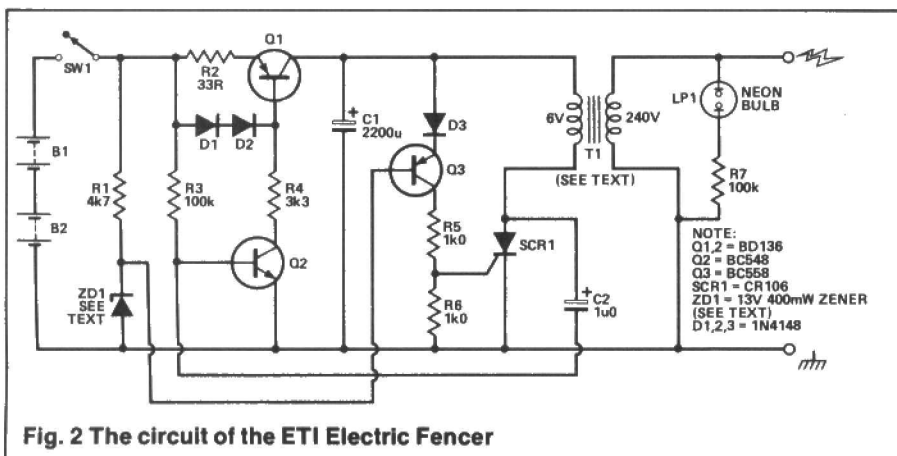 SW1
R2
33R
Q1
D1 D2
C1
2200u
B1
B2
R1
4k7
R3
100k
R4
3k3
Q2
ZD1
SEE
TEXT
D3
Q3
R5
1k0
R6
1k0
SCR1
C2
1u0
6V
240V
T1
(SEE TEXT)
LP1
NEON
BULB
R7
100k
NOTE:
Q1,2 = BD136
Q2 = BC548
Q3 = BC558
SCR1 = CR106
ZD1 = 13V 400mW ZENER
(SEE TEXT)
D1,2,3 = 1N4148
Fig. 2 The circuit of the ETI Electric Fencer